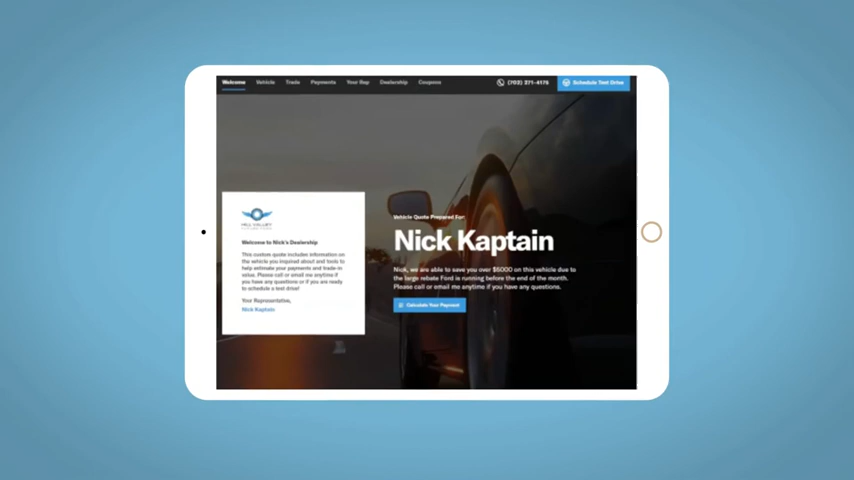 Welcome Vehicle Trade Payments Your Rep Dealership Coupons (702) 271-4175 Schedule Test Drive
HILL VALLEY
Welcome to Nick's Dealership
This custom quote includes information on
the vehicle you inquired about and tools to
help estimate your payments and trade-in
value. Please call or email me anytime if
you have any questions or if you are ready
to schedule a test drive!
Your Representative,
Nick Kaptain
Vehicle Quote Prepared For:
Nick Kaptain
Nick, we are able to save you over $6000 on this vehicle due to
the large rebate Ford is running before the end of the month.
Please call or email me anytime if you have any questions.
Calculate Your Payment